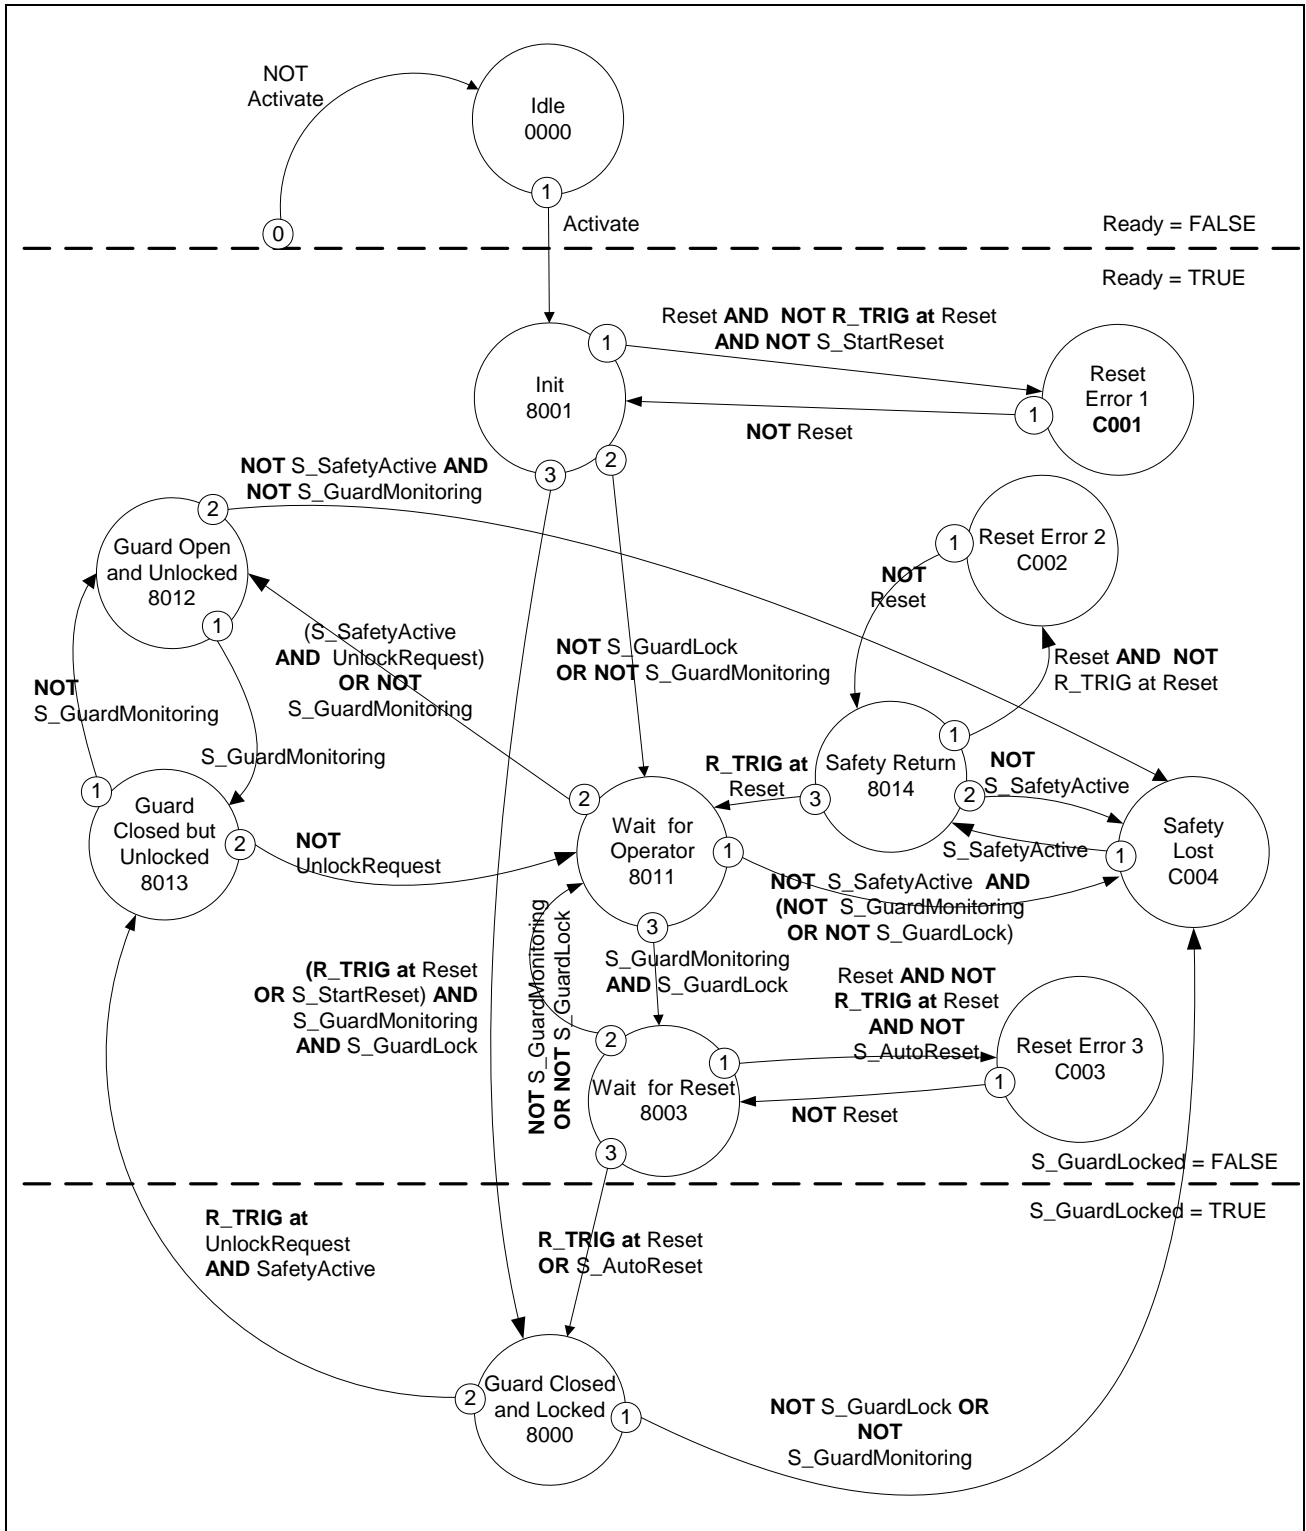 NOT
Activate
Idle
0000
1
Activate
0
Ready = FALSE
Ready = TRUE
Reset AND NOT R_TRIG at Reset
AND NOT S_StartReset
1
Init
8001
Reset
Error 1
C001
1
NOT Reset
3
2
NOT S_SafetyActive AND
NOT S_GuardMonitoring
2
Guard Open
and Unlocked
8012
1
1
Reset Error 2
C002
NOT
Reset
(S_SafetyActive
AND UnlockRequest)
OR NOT
S_GuardMonitoring
NOT S_GuardLock
OR NOT S_GuardMonitoring
Reset AND NOT
R_TRIG at Reset
NOT
S_GuardMonitoring
S_GuardMonitoring
1
Safety Return
8014
R_TRIG at
Reset
3
2
NOT
S_SafetyActive
1
Guard
Closed but
Unlocked
8013
2
NOT
UnlockRequest
2
Wait for
Operator
8011
1
S_SafetyActive
1
Safety
Lost
C004
NOT S_SafetyActive AND
(NOT S_GuardMonitoring
OR NOT S_GuardLock)
3
S_GuardMonitoring
AND S_GuardLock
NOT S_GuardMonitoring
OR NOT S_GuardLock
(R_TRIG at Reset
OR S_StartReset) AND
S_GuardMonitoring
AND S_GuardLock
Reset AND NOT
R_TRIG at Reset
AND NOT
S_AutoReset
2
1
Wait for Reset
8003
3
Reset Error 3
C003
1
NOT Reset
S_GuardLocked = FALSE
S_GuardLocked = TRUE
R_TRIG at
UnlockRequest
AND SafetyActive
R_TRIG at Reset
OR S_AutoReset
2
Guard Closed
and Locked
8000
1
NOT S_GuardLock OR
NOT
S_GuardMonitoring